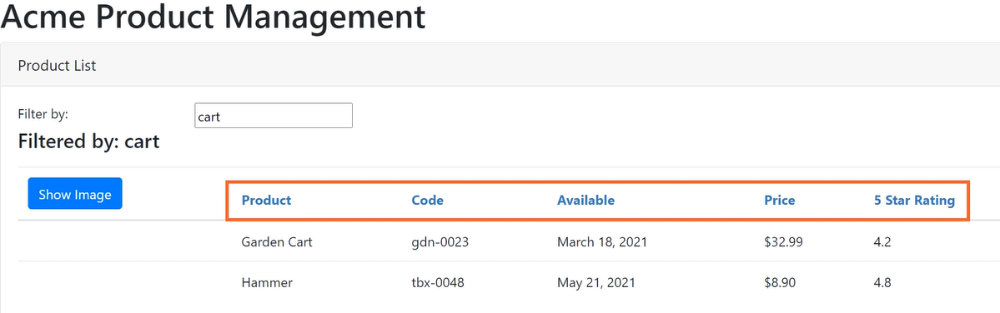 Acme Product Management
Product List
Filter by: cart
Filtered by: cart
Show Image Product Code Available Price 5 Star Rating
Garden Cart gdn-0023 March 18, 2021 $32.99 4.2
Hammer tbx-0048 May 21, 2021 $8.90 4.8